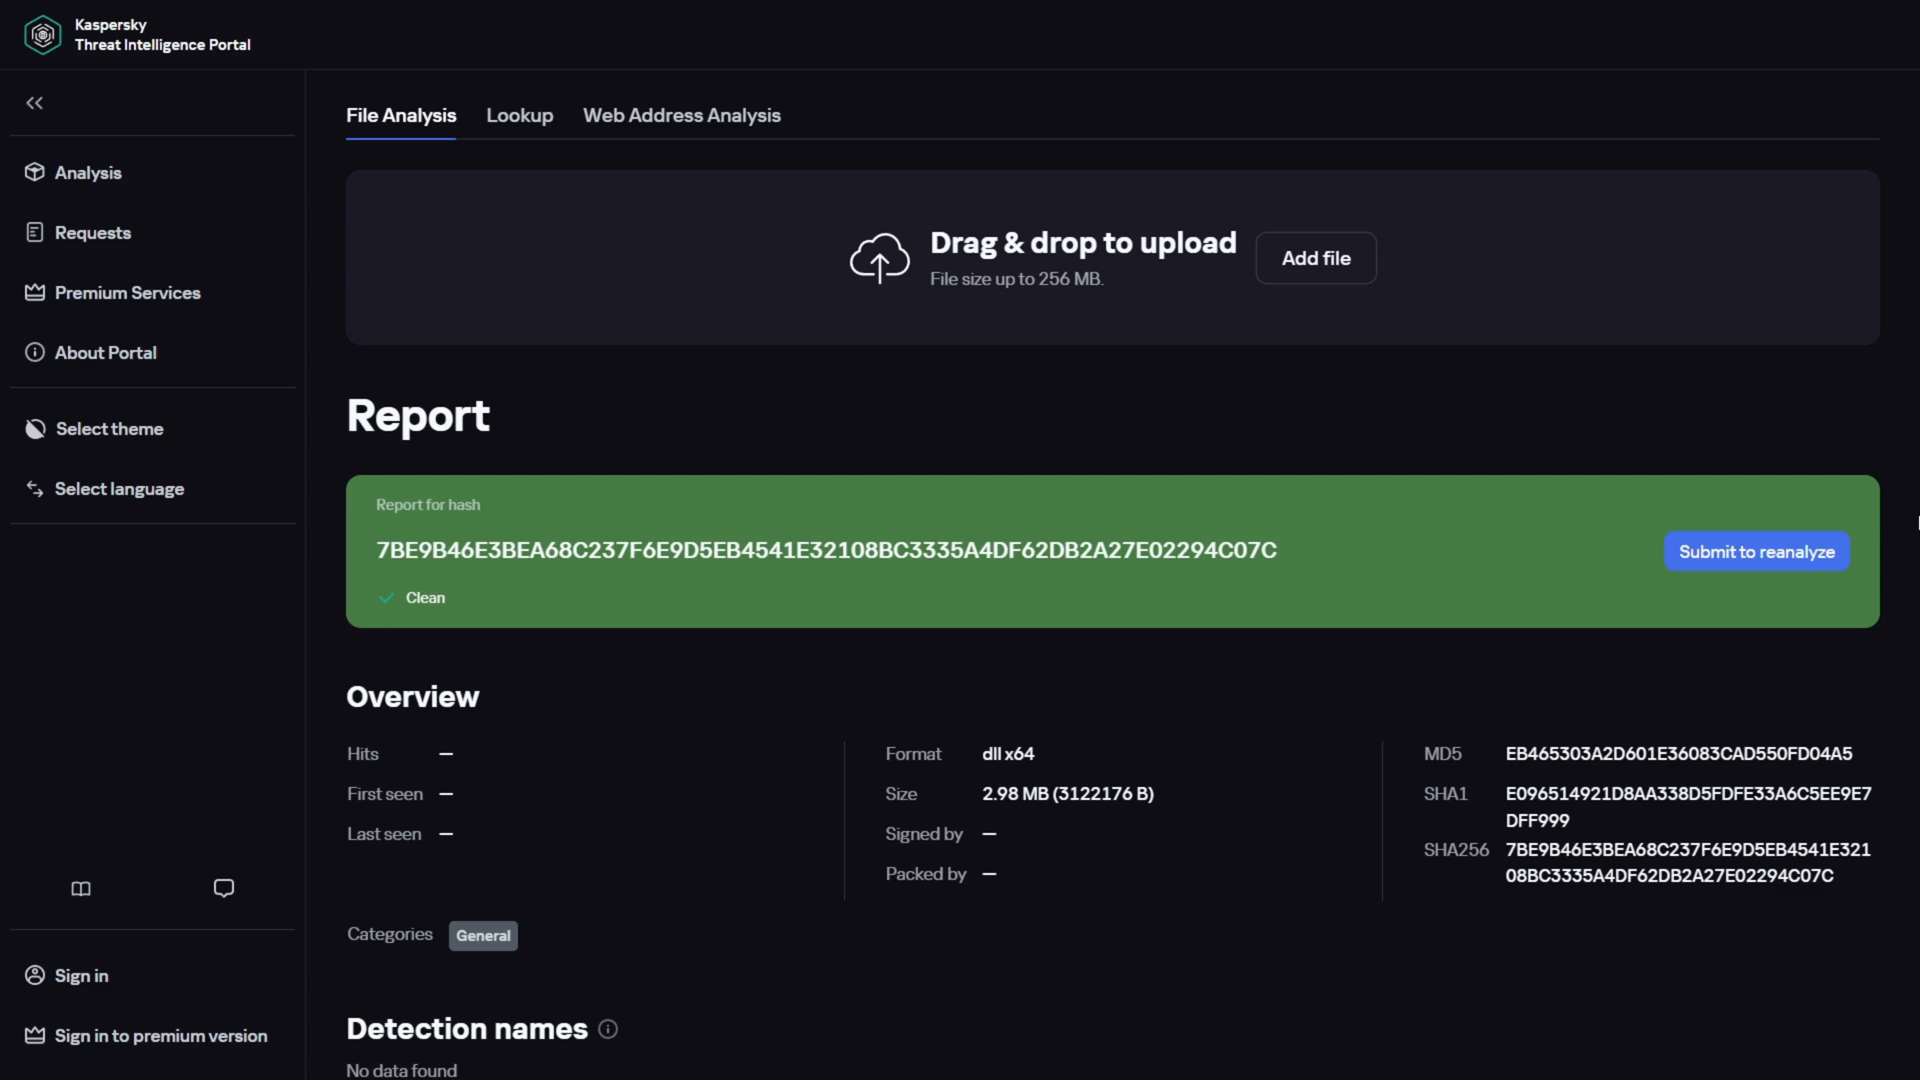 Kaspersky
Threat Intelligence Portal
File Analysis
Lookup
Web Address Analysis
Analysis
Requests
Premium Services
About Portal
Select theme
Select language
Sign in
Sign in to premium version
Drag & drop to upload
File size up to 256 MB.
Add file
Report
Report for hash
7BE9B46E3BEA68C237F6E9D5EB4541E32108BC3335A4DF62DB2A27E02294C07C
Clean
Submit to reanalyze
Overview
Hits —
First seen —
Last seen —
Format dll x64
Size 2.98 MB (3122176 B)
Signed by —
Packed by —
MD5 EB465303A2D601E36083CAD550FD04A5
SHA1 E096514921D8AA338D5FDFE33A6C5EE9E7
DFF999
SHA256 7BE9B46E3BEA68C237F6E9D5EB4541E321
08BC3335A4DF62DB2A27E02294C07C
Categories General
Detection names
No data found